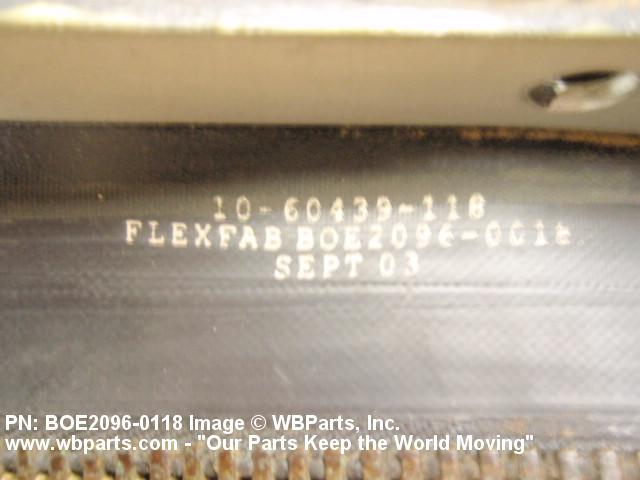 10-60439-118
FLEXFAB BOE2096-0018
SEPT 03
PN: BOE2096-0118 Image © WBParts, Inc.
www.wbparts.com - "Our Parts Keep the World Moving"